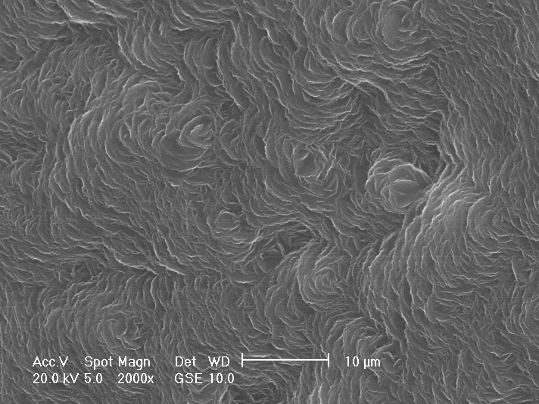 Acc.V Spot Magn Det WD 10 µm
20.0 kV 5.0 2000x GSE 10.0